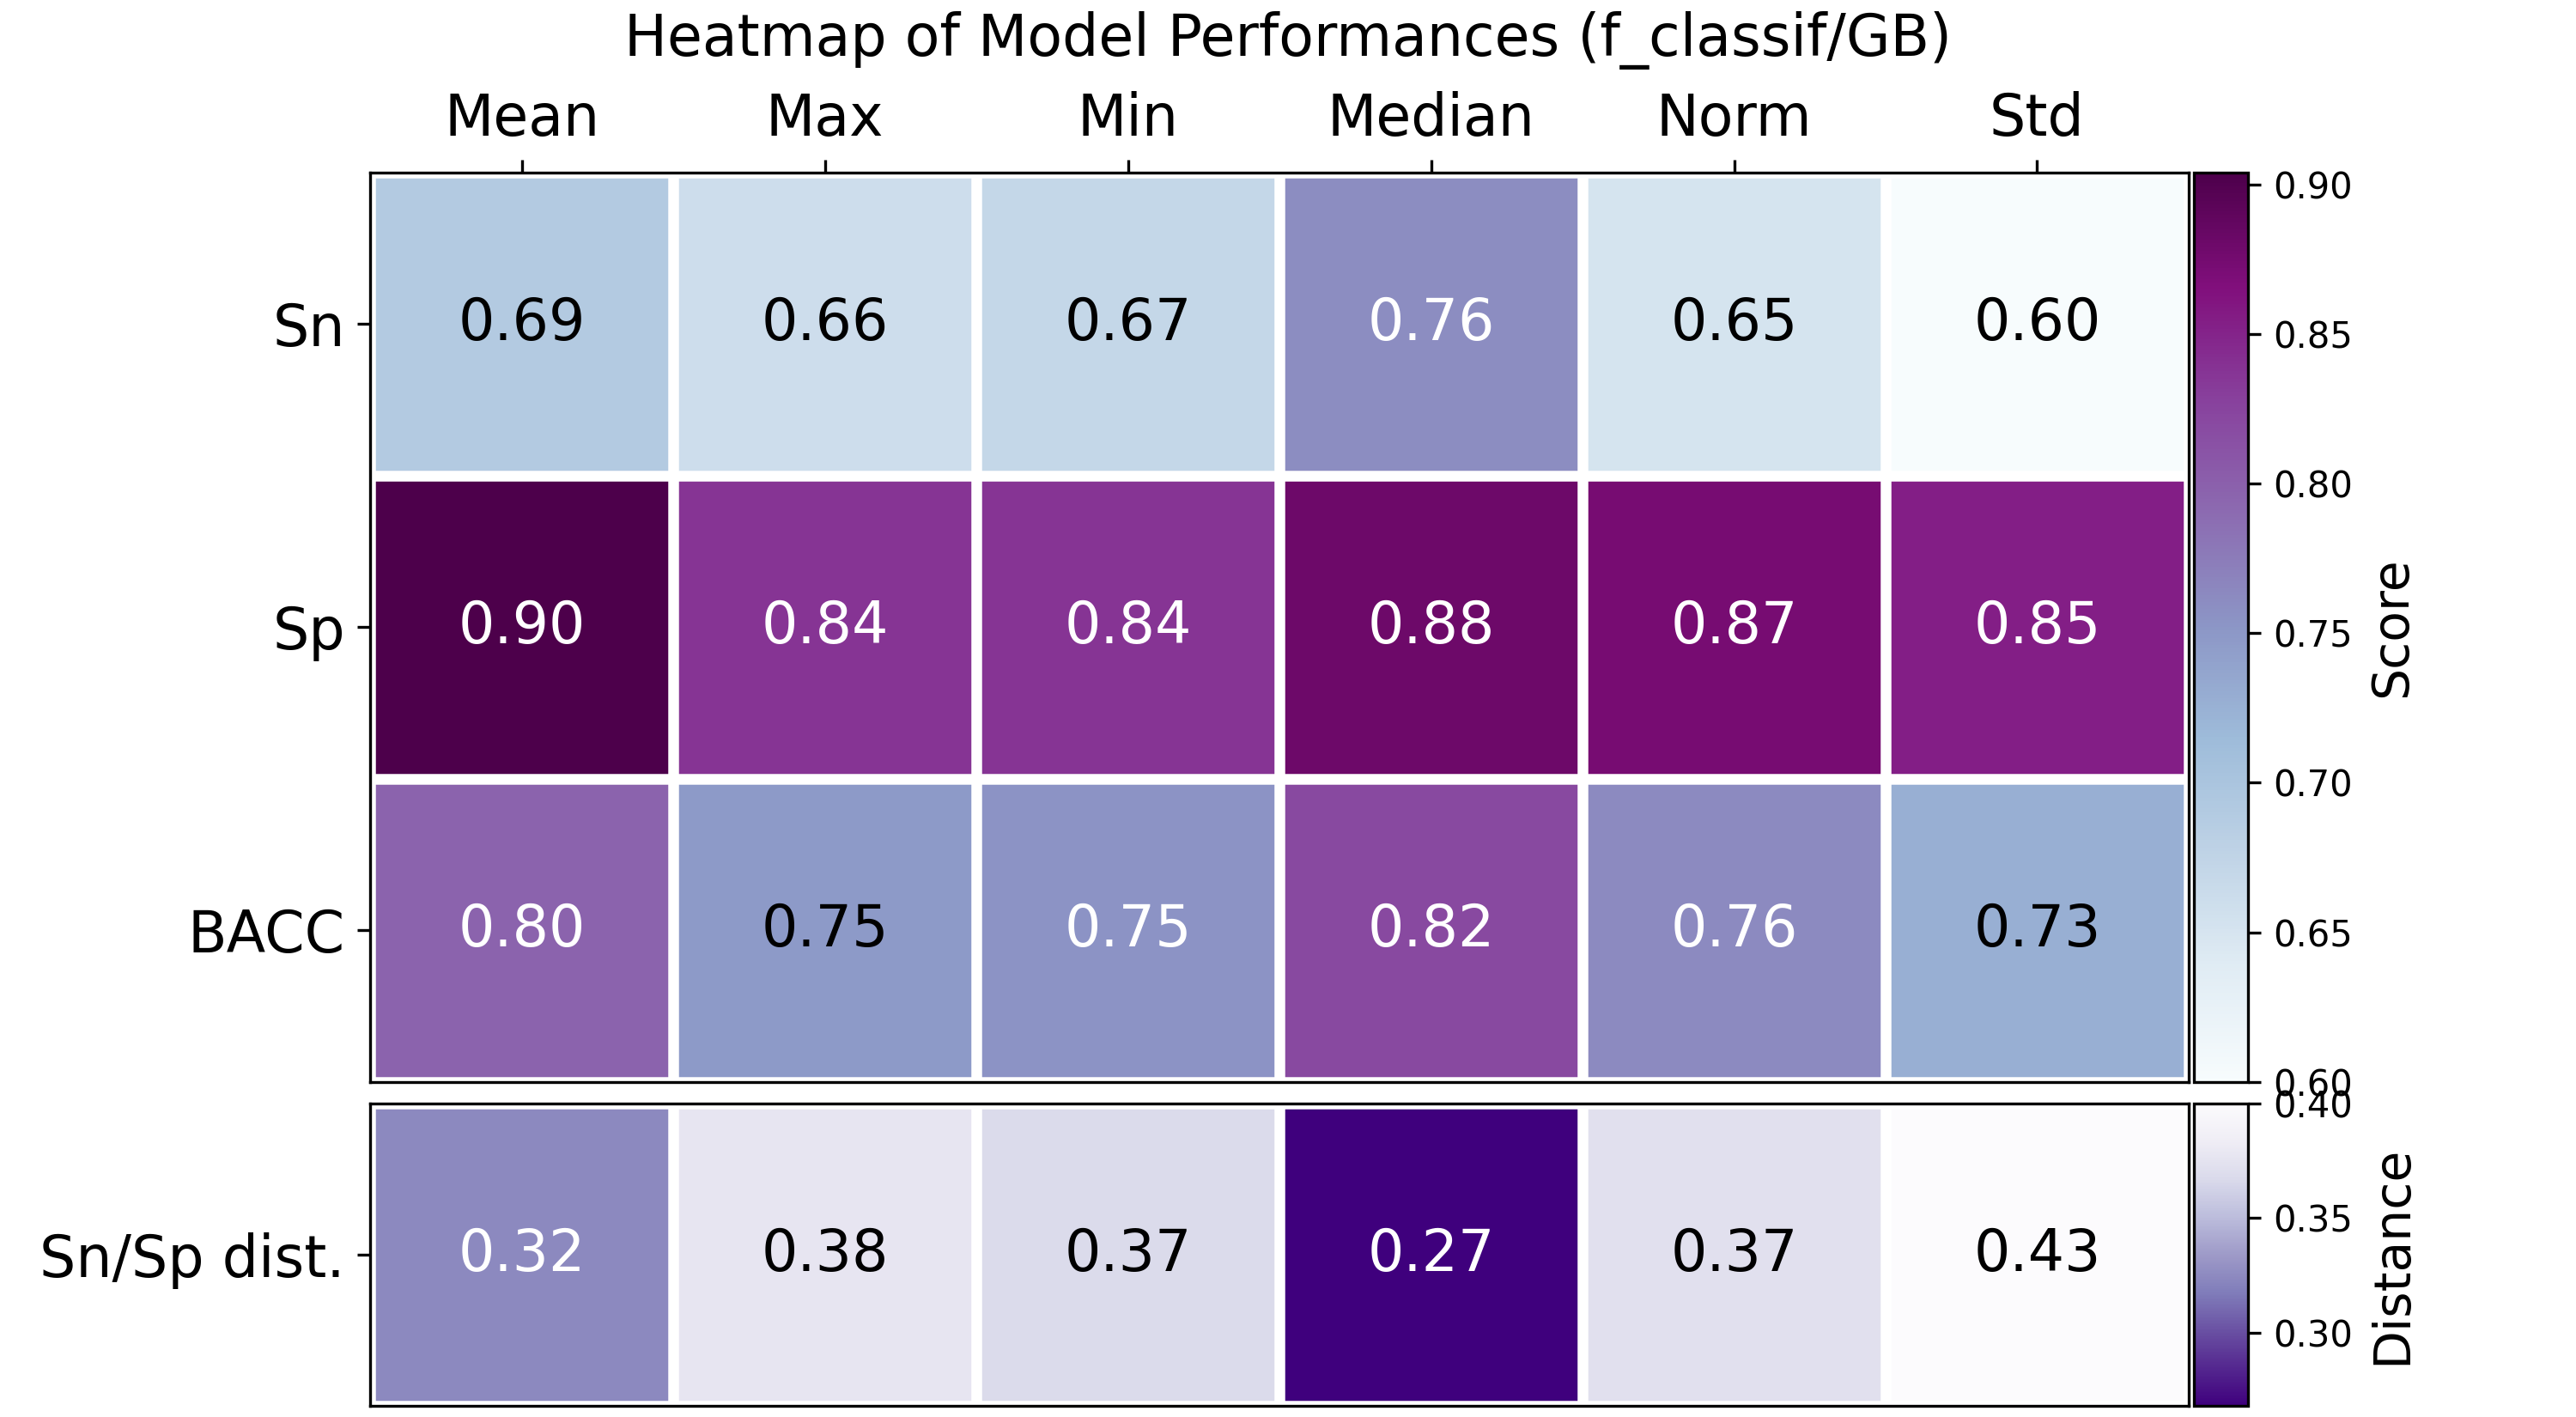 Heatmap of Model Performances (f_classif/GB)
Mean Max Min Median Norm Std
Sn 0.69 0.66 0.67 0.76 0.65 0.60
Sp 0.90 0.84 0.84 0.88 0.87 0.85
BACC 0.80 0.75 0.75 0.82 0.76 0.73
Sn/Sp dist. 0.32 0.38 0.37 0.27 0.37 0.43
0.90
0.85
0.80
0.75
0.70
0.65
0.60
Score
0.40
0.35
0.30
Distance